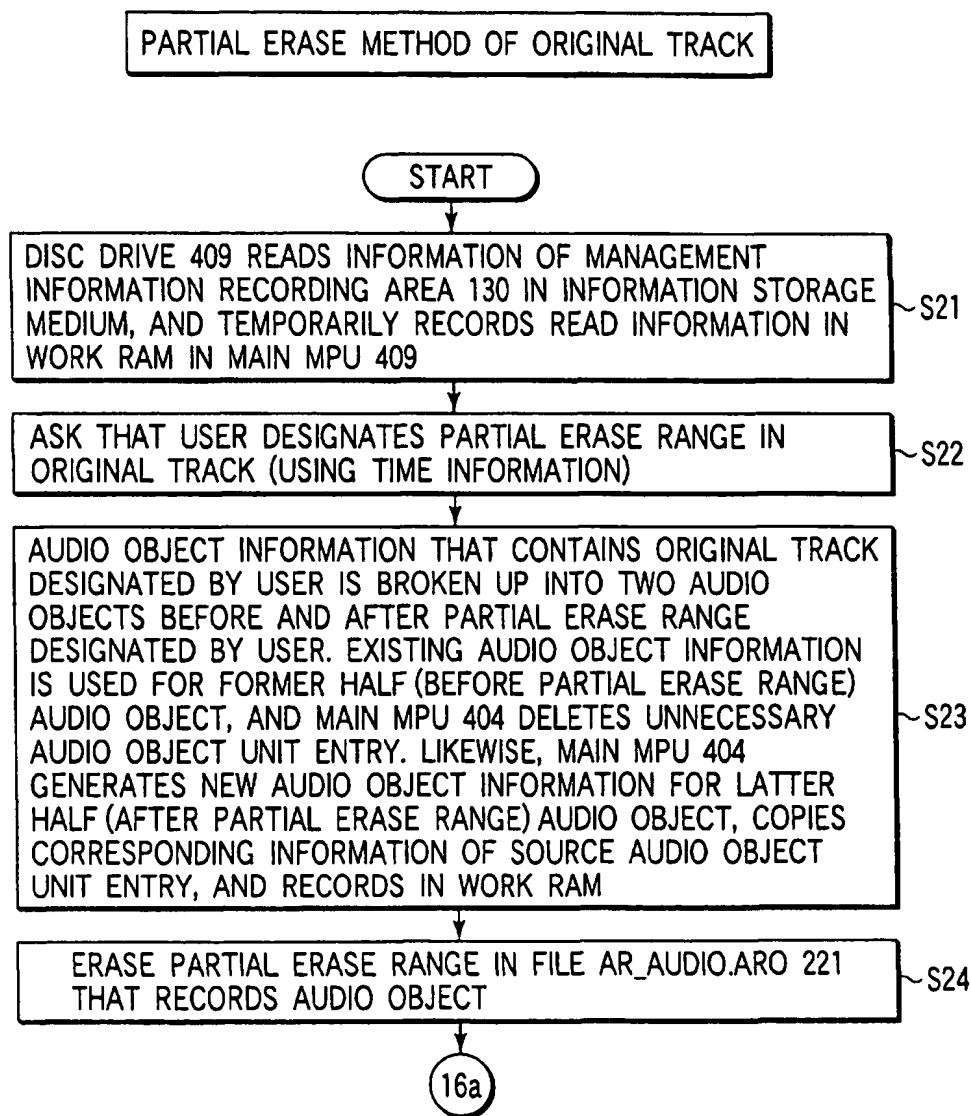 PARTIAL ERASE METHOD OF ORIGINAL TRACK
START
DISC DRIVE 409 READS INFORMATION OF MANAGEMENT
INFORMATION RECORDING AREA 130 IN INFORMATION STORAGE
MEDIUM, AND TEMPORARILY RECORDS READ INFORMATION IN
WORK RAM IN MAIN MPU 409
S21
ASK THAT USER DESIGNATES PARTIAL ERASE RANGE IN
ORIGINAL TRACK (USING TIME INFORMATION)
S22
AUDIO OBJECT INFORMATION THAT CONTAINS ORIGINAL TRACK
DESIGNATED BY USER IS BROKEN UP INTO TWO AUDIO
OBJECTS BEFORE AND AFTER PARTIAL ERASE RANGE
DESIGNATED BY USER. EXISTING AUDIO OBJECT INFORMATION
IS USED FOR FORMER HALF (BEFORE PARTIAL ERASE RANGE)
AUDIO OBJECT, AND MAIN MPU 404 DELETES UNNECESSARY
AUDIO OBJECT UNIT ENTRY. LIKEWISE, MAIN MPU 404
GENERATES NEW AUDIO OBJECT INFORMATION FOR LATTER
HALF (AFTER PARTIAL ERASE RANGE) AUDIO OBJECT, COPIES
CORRESPONDING INFORMATION OF SOURCE AUDIO OBJECT
UNIT ENTRY, AND RECORDS IN WORK RAM
S23
ERASE PARTIAL ERASE RANGE IN FILE AR_AUDIO.ARO 221
THAT RECORDS AUDIO OBJECT
S24
16a